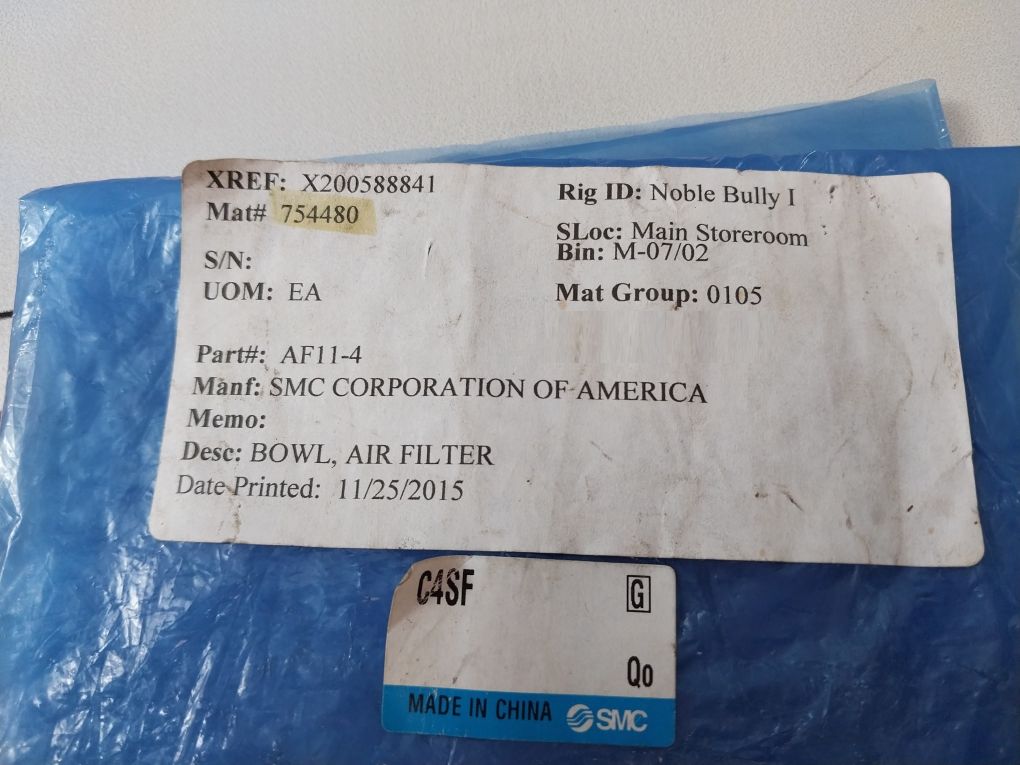 XREF: X200588841
Mat# 754480
S/N:
UOM: EA
Rig ID: Noble Bully I
SLoc: Main Storeroom
Bin: M-07/02
Mat Group: 0105
Part#: AF11-4
Manf: SMC CORPORATION OF AMERICA
Memo:
Desc: BOWL, AIR FILTER
Date Printed: 11/25/2015
C4SF G
Qo
MADE IN CHINA SMC